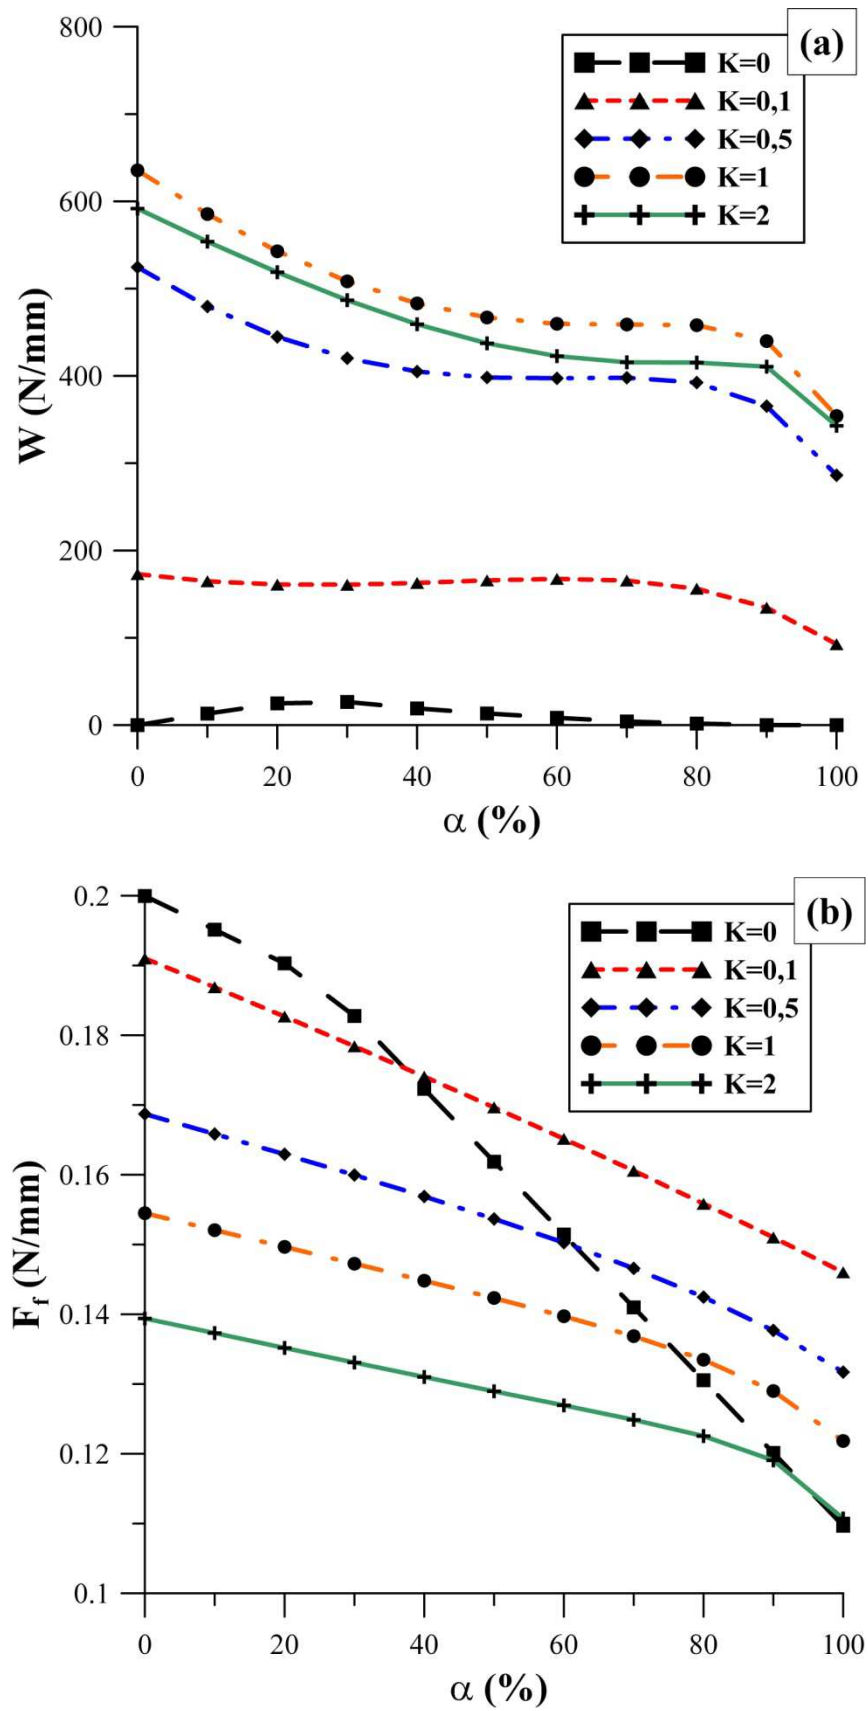 (a)
800
600
400
200
0
W (N/mm)
K=0
K=0,1
K=0,5
K=1
K=2
0 20 40 60 80 100
α (%)
(b)
0.2
0.18
0.16
0.14
0.12
0.1
F_f (N/mm)
K=0
K=0,1
K=0,5
K=1
K=2
0 20 40 60 80 100
α (%)